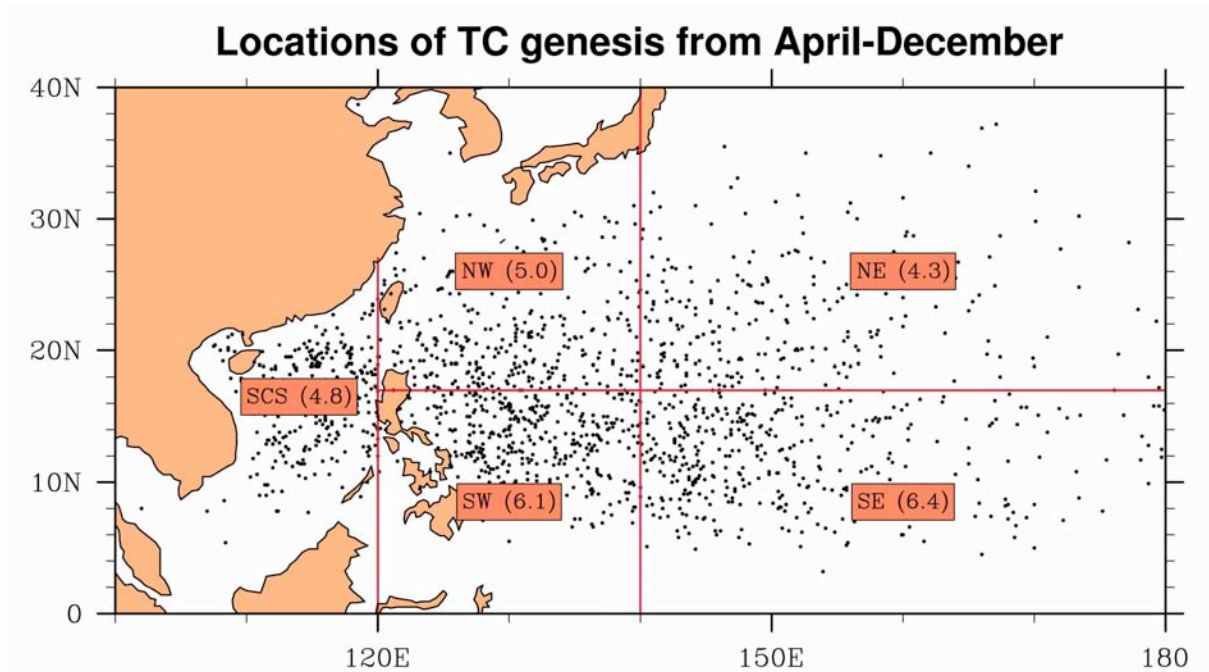 Locations of TC genesis from April-December
40N
30N
NW (5.0)
NE (4.3)
20N
SCS (4.8)
10N
SW (6.1)
SE (6.4)
0
120E
150E
180